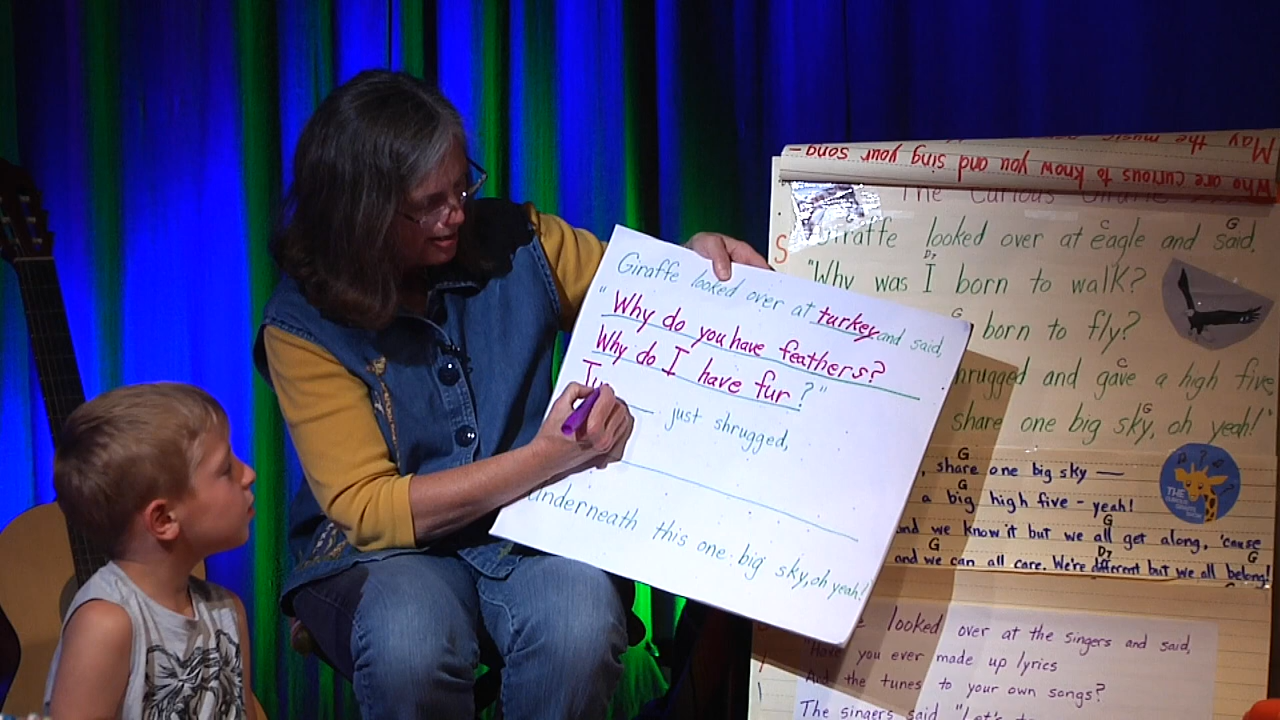 Giraffe looked over at turkey and said,
"Why do you have feathers?
Why do I have fur?"
Tu
just shrugged,
underneath this one big sky, oh yeah!
May the music
Who are curious to know you and sing your song -
The Curious Giraffe
S
Giraffe looked over at eagle and said,
C G
"Why was I born to walk?
D7
born to fly?
G
shrugged and gave a high five
C
share one big sky, oh yeah!"
G
, share one big sky
G
a big high five - yeah!
G
and we know it but we all get along, 'cause
G
and we can all care. We're different but we all belong!
G D7 G
THE CURIOUS GIRAFFE SHOW
looked over at the singers and said,
Have you ever made up lyrics
And the tunes to your own songs?
The singers said "Let's